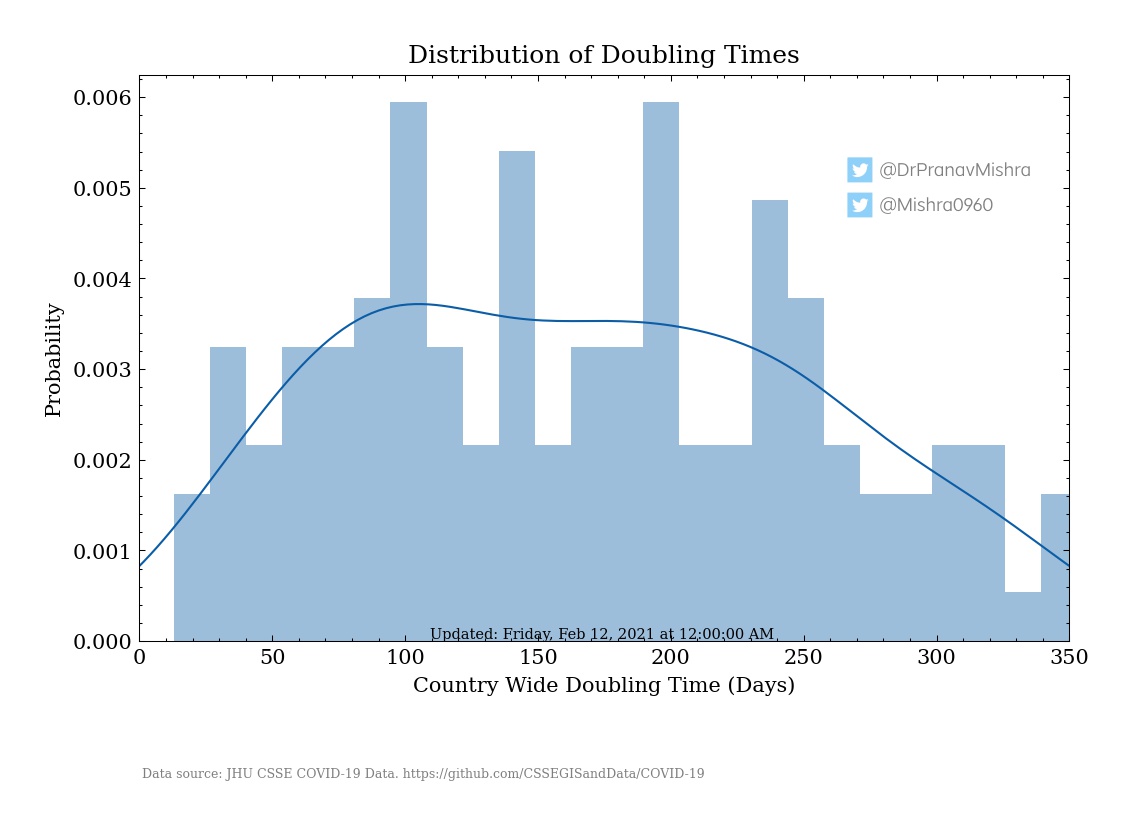 Distribution of Doubling Times
0.006
0.005
0.004
0.003
0.002
0.001
0.000
Probability
@DrPranavMishra
@Mishra0960
Updated: Friday, Feb 12, 2021 at 12:00:00 AM
0 50 100 150 200 250 300 350
Country Wide Doubling Time (Days)
Data source: JHU CSSE COVID-19 Data. https://github.com/CSSEGISandData/COVID-19